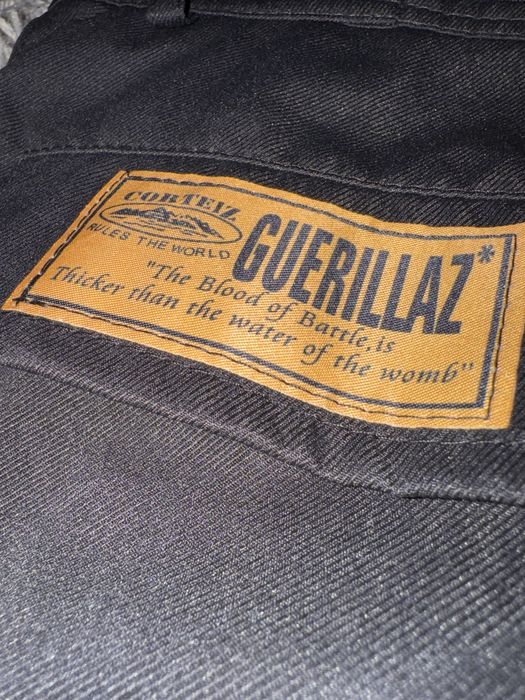 CORTEIZ
RULES THE WORLD
GUERILLAZ*
"The Blood of Battle, is
Thicker than the water of the womb"